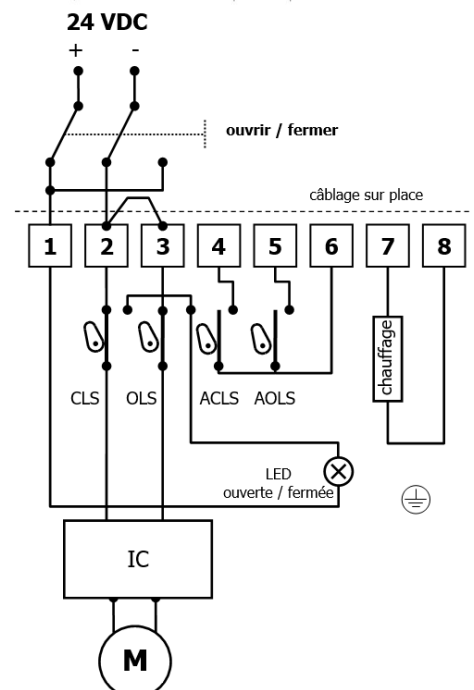 24 VDC
+ -
ouvrir / fermer
câblage sur place
1 2 3 4 5 6 7 8
chauffage
CLS OLS ACLS AOLS
LED
ouverte / fermée
IC
M